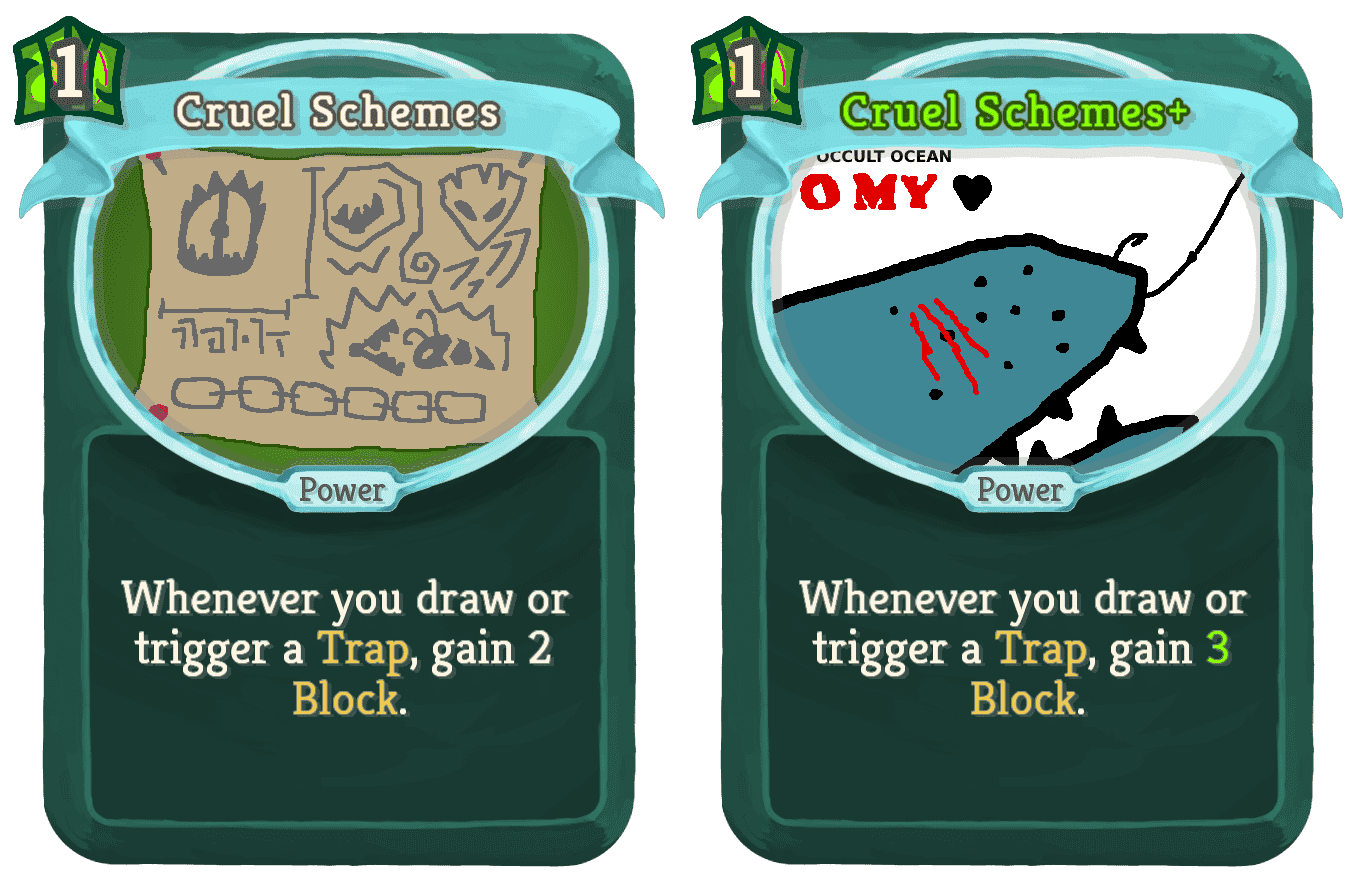 1
Cruel Schemes
Power
Whenever you draw or
trigger a Trap, gain 2
Block.
1
Cruel Schemes+
OCCULT OCEAN
O MY
Power
Whenever you draw or
trigger a Trap, gain 3
Block.